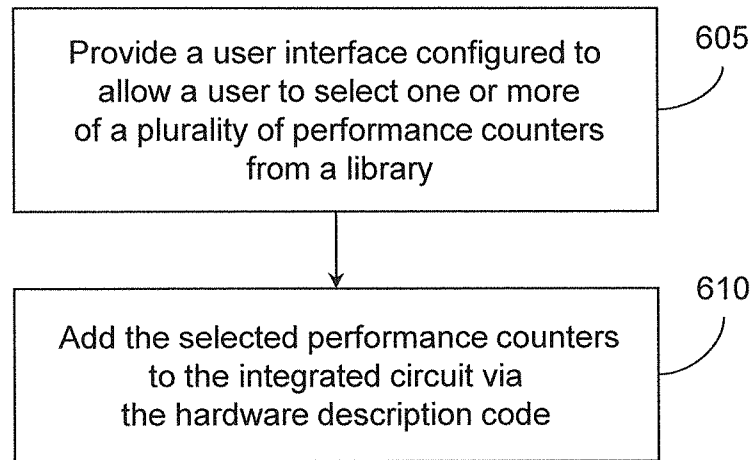 Provide a user interface configured to
allow a user to select one or more
of a plurality of performance counters
from a library
605
Add the selected performance counters
to the integrated circuit via
the hardware description code
610